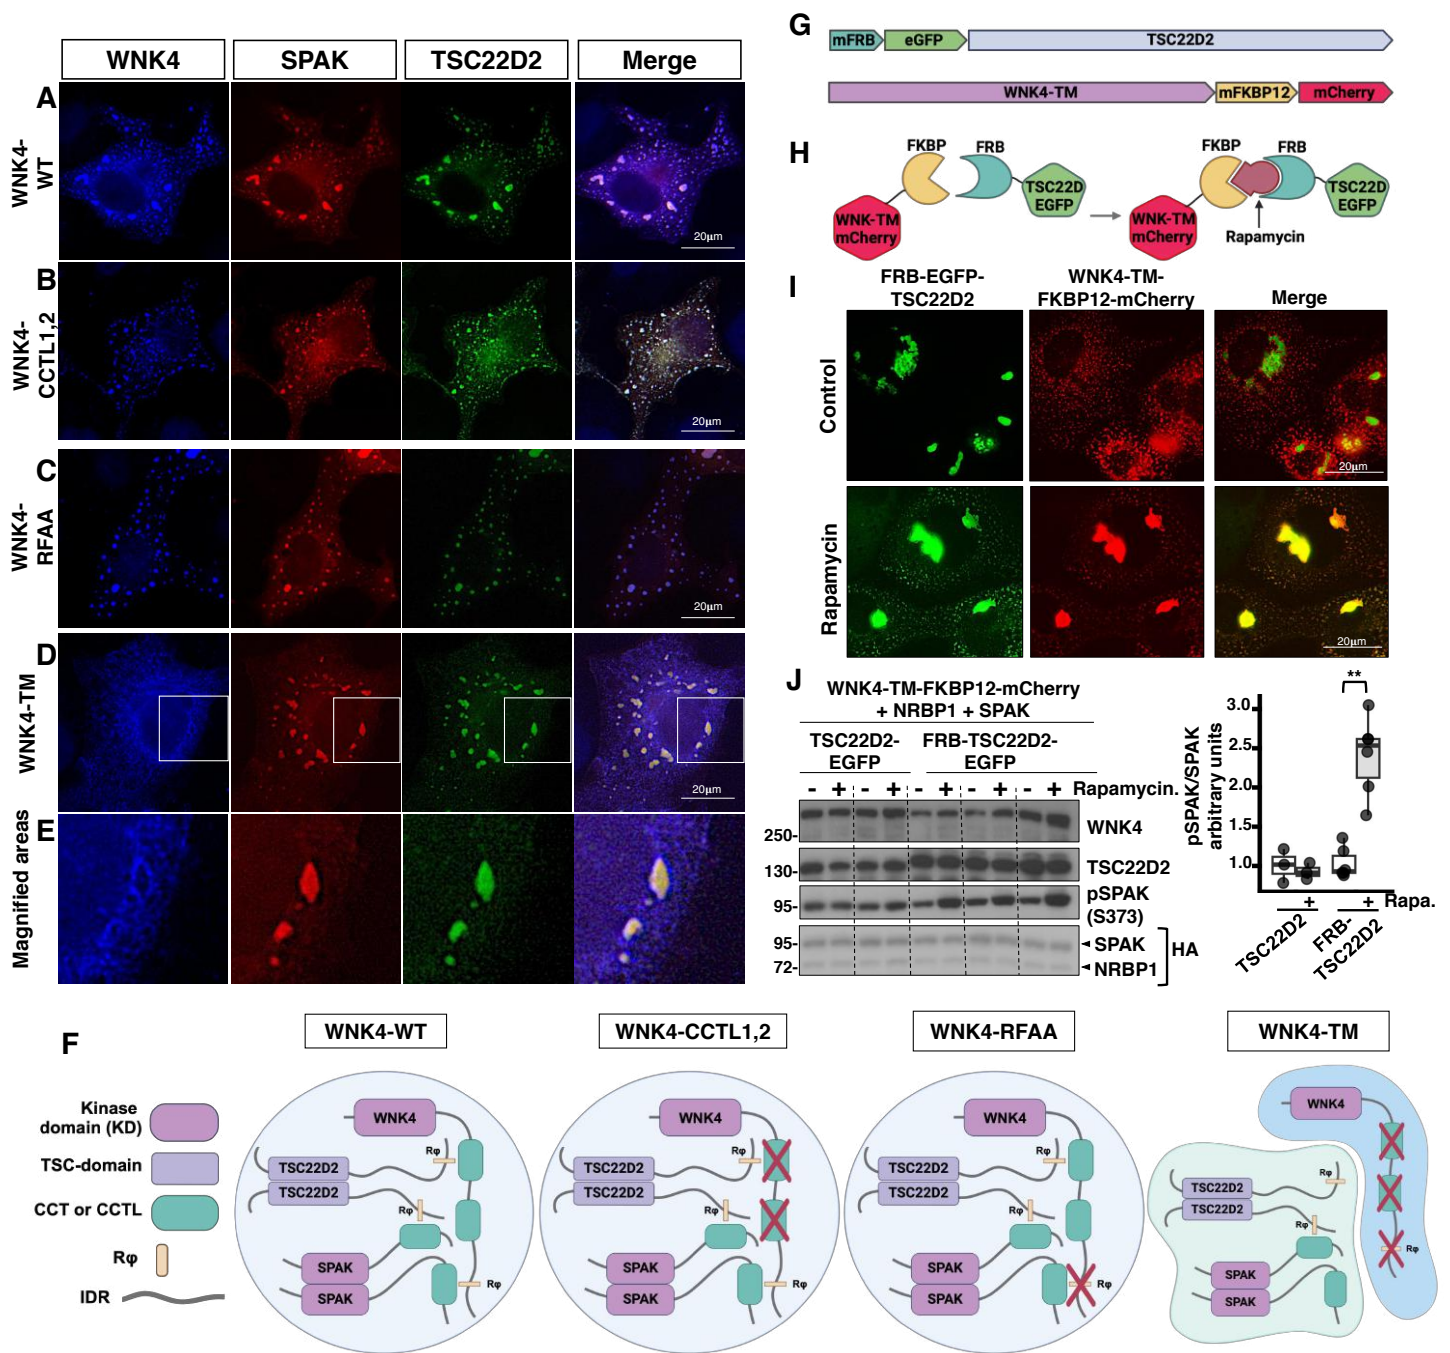 WNK4
SPAK
TSC22D2
Merge
A
WNK4-
WT
20µm
B
WNK4-
CCTL1,2
20µm
C
WNK4-
RFAA
20µm
D
WNK4-TM
20µm
E
Magnified areas
G
mFRB
eGFP
TSC22D2
WNK4-TM
mFKBP12
mCherry
H
FKBP
FRB
TSC22D
EGFP
WNK-TM
mCherry
FKBP
FRB
TSC22D
EGFP
WNK-TM
mCherry
Rapamycin
I
FRB-EGFP-
TSC22D2
WNK4-TM-
FKBP12-mCherry
Merge
Control
20µm
Rapamycin
20µm
J
WNK4-TM-FKBP12-mCherry
+ NRBP1 + SPAK
TSC22D2-
EGFP
FRB-TSC22D2-
EGFP
- + - + - + - + - + Rapamycin.
250-
WNK4
130-
TSC22D2
95-
pSPAK
(S373)
95-
SPAK
72-
NRBP1
HA
pSPAK/SPAK
arbitrary units
**
3.0
2.5
2.0
1.5
1.0
+ + Rapa.
TSC22D2
FRB-
TSC22D2
F
Kinase
domain (KD)
TSC-domain
CCT or CCTL
Rφ
IDR
WNK4-WT
WNK4
Rφ
TSC22D2
TSC22D2
Rφ
SPAK
SPAK
Rφ
WNK4-CCTL1,2
WNK4
Rφ
TSC22D2
TSC22D2
Rφ
SPAK
SPAK
Rφ
WNK4-RFAA
WNK4
Rφ
TSC22D2
TSC22D2
Rφ
SPAK
SPAK
Rφ
WNK4-TM
WNK4
Rφ
TSC22D2
TSC22D2
Rφ
Rφ
SPAK
SPAK